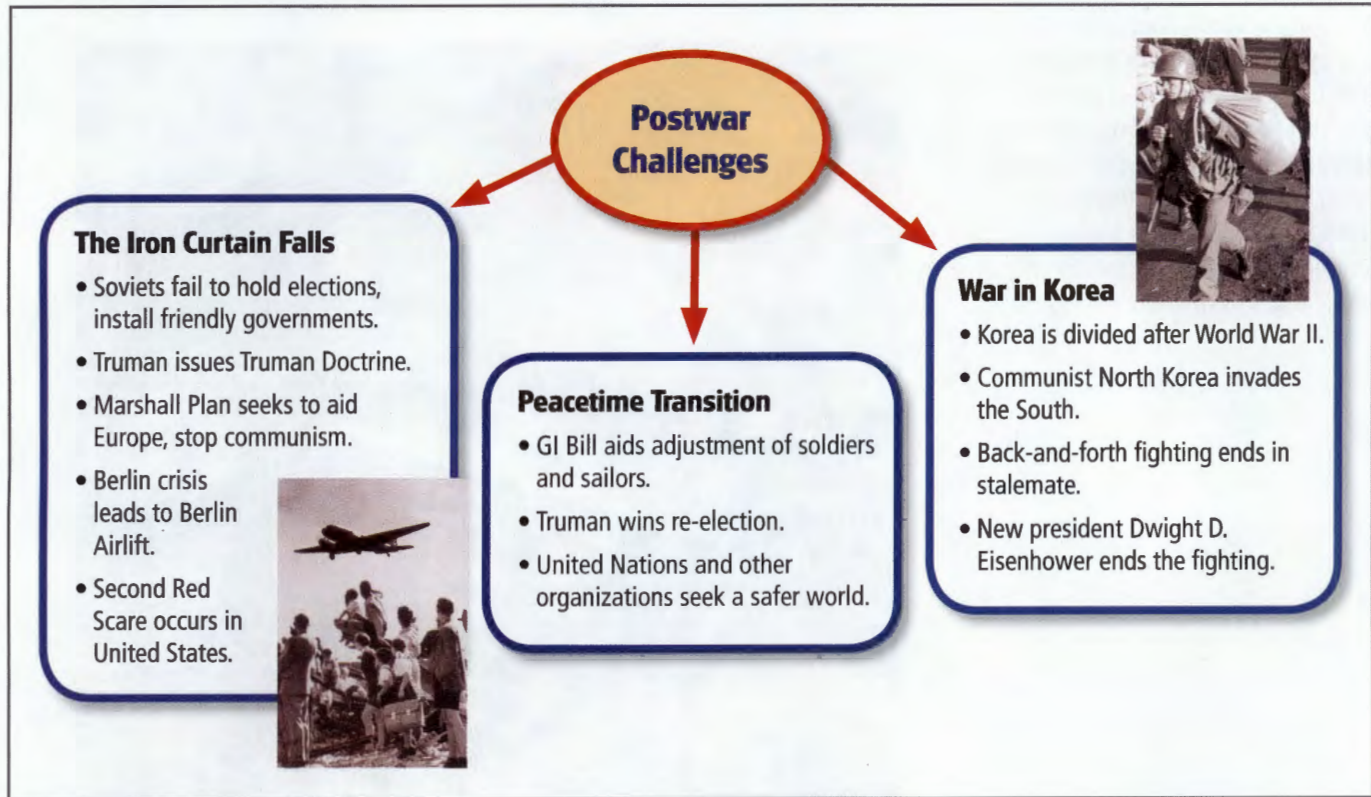 Postwar
Challenges
The Iron Curtain Falls
• Soviets fail to hold elections,
install friendly governments.
• Truman issues Truman Doctrine.
• Marshall Plan seeks to aid
Europe, stop communism.
• Berlin crisis
leads to Berlin
Airlift.
• Second Red
Scare occurs in
United States.
Peacetime Transition
• GI Bill aids adjustment of soldiers
and sailors.
• Truman wins re-election.
• United Nations and other
organizations seek a safer world.
War in Korea
• Korea is divided after World War II.
• Communist North Korea invades
the South.
• Back-and-forth fighting ends in
stalemate.
• New president Dwight D.
Eisenhower ends the fighting.